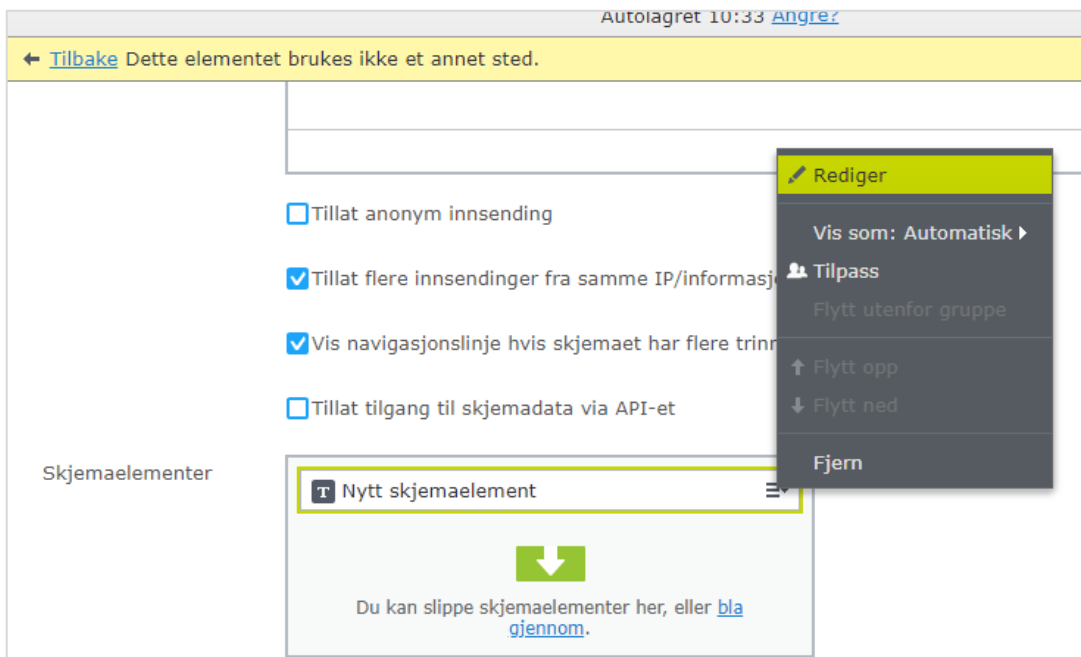 Autolagret 10:33 Angre?
Tilbake Dette elementet brukes ikke et annet sted.
Tillat anonym innsending
Tillat flere innsendinger fra samme IP/informasj
Vis navigasjonslinje hvis skjemaet har flere trinn
Tillat tilgang til skjemadata via API-et
Rediger
Vis som: Automatisk
Tilpass
Flytt utenfor gruppe
Flytt opp
Flytt ned
Fjern
Skjemaelementer
T Nytt skjemaelement
Du kan slippe skjemaelementer her, eller bla
gjennom.